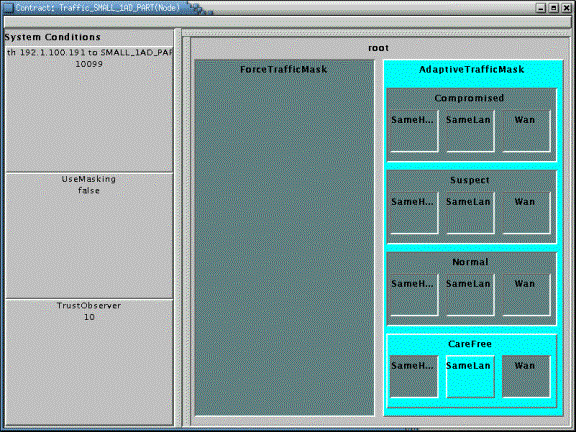 Contract: Traffic_SMALL_1AD_PART(Node)
System Conditions
th 192.1.100.191 to SMALL_1AD_PAR
10099
UseMasking
false
TrustObserver
10
root
ForceTrafficMask
AdaptiveTrafficMask
Compromised
SameH... SameLan Wan
Suspect
SameH... SameLan Wan
Normal
SameH... SameLan Wan
CareFree
SameH... SameLan Wan